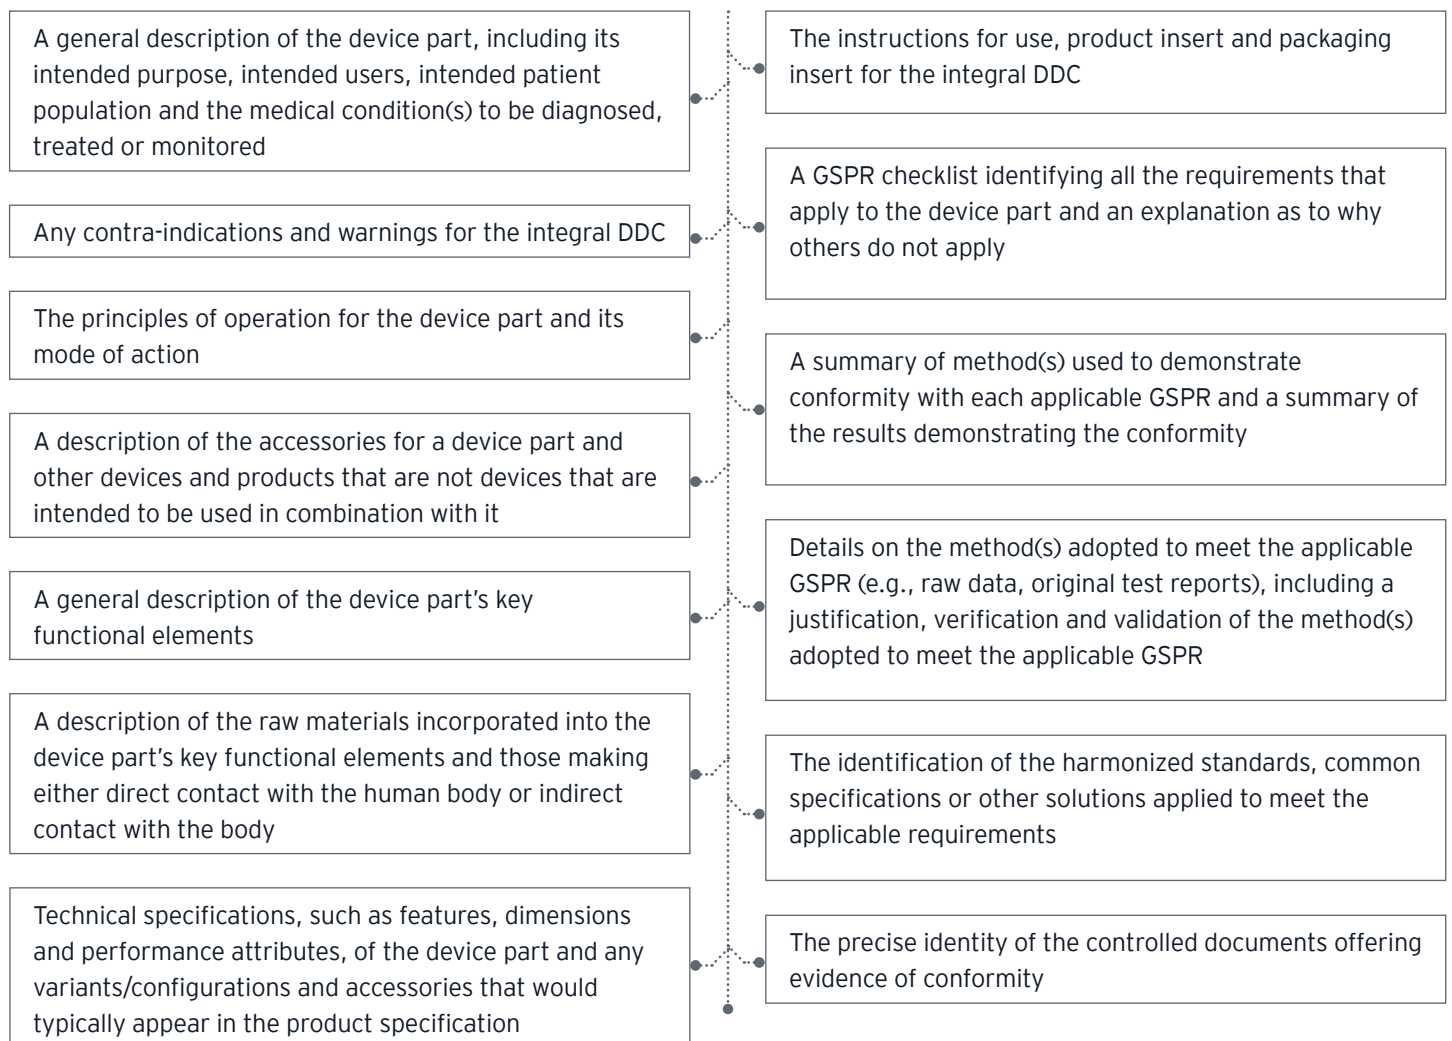 A general description of the device part, including its
intended purpose, intended users, intended patient
population and the medical condition(s) to be diagnosed,
treated or monitored
Any contra-indications and warnings for the integral DDC
The principles of operation for the device part and its
mode of action
A description of the accessories for a device part and
other devices and products that are not devices that are
intended to be used in combination with it
A general description of the device part's key
functional elements
A description of the raw materials incorporated into the
device part's key functional elements and those making
either direct contact with the human body or indirect
contact with the body
Technical specifications, such as features, dimensions
and performance attributes, of the device part and any
variants/configurations and accessories that would
typically appear in the product specification
The instructions for use, product insert and packaging
insert for the integral DDC
A GSPR checklist identifying all the requirements that
apply to the device part and an explanation as to why
others do not apply
A summary of method(s) used to demonstrate
conformity with each applicable GSPR and a summary of
the results demonstrating the conformity
Details on the method(s) adopted to meet the applicable
GSPR (e.g., raw data, original test reports), including a
justification, verification and validation of the method(s)
adopted to meet the applicable GSPR
The identification of the harmonized standards, common
specifications or other solutions applied to meet the
applicable requirements
The precise identity of the controlled documents offering
evidence of conformity